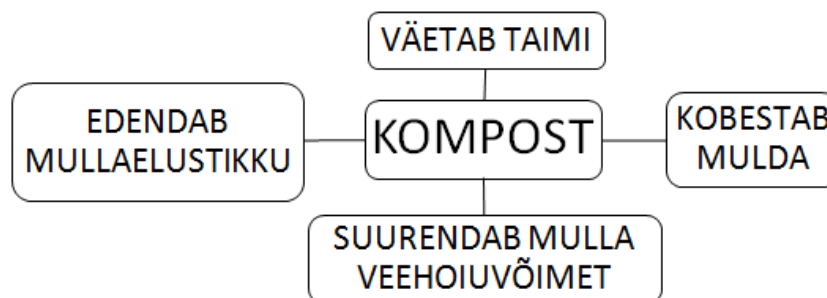 VÄETAB TAIMI
EDENDAB
MULLAELUSTIKKU
KOMPOST
KOBESTAB
MULDA
SUURENDAB MULLA
VEEHOIUVÕIMET